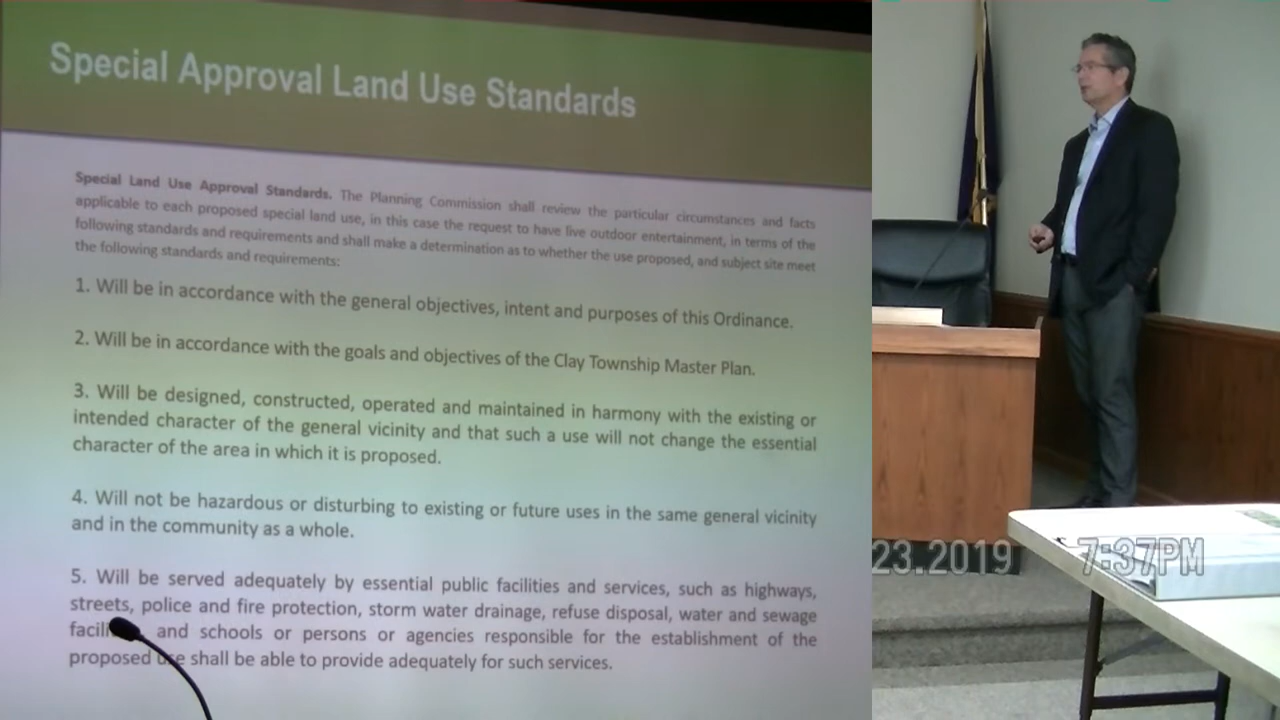 Special Approval Land Use Standards
Special Land Use Approval Standards. The Planning Commission shall review the particular circumstances and facts
applicable to each proposed special land use, in this case the request to have live outdoor entertainment, in terms of the
following standards and requirements and shall make a determination as to whether the use proposed, and subject site meet
the following standards and requirements:
1. Will be in accordance with the general objectives, intent and purposes of this Ordinance.
2. Will be in accordance with the goals and objectives of the Clay Township Master Plan.
3. Will be designed, constructed, operated and maintained in harmony with the existing or
intended character of the general vicinity and that such a use will not change the essential
character of the area in which it is proposed.
4. Will not be hazardous or disturbing to existing or future uses in the same general vicinity
and in the community as a whole.
5. Will be served adequately by essential public facilities and services, such as highways,
streets, police and fire protection, storm water drainage, refuse disposal, water and sewage
and schools or persons or agencies responsible for the establishment of the
proposed use shall be able to provide adequately for such services.
23.2019 7:37PM